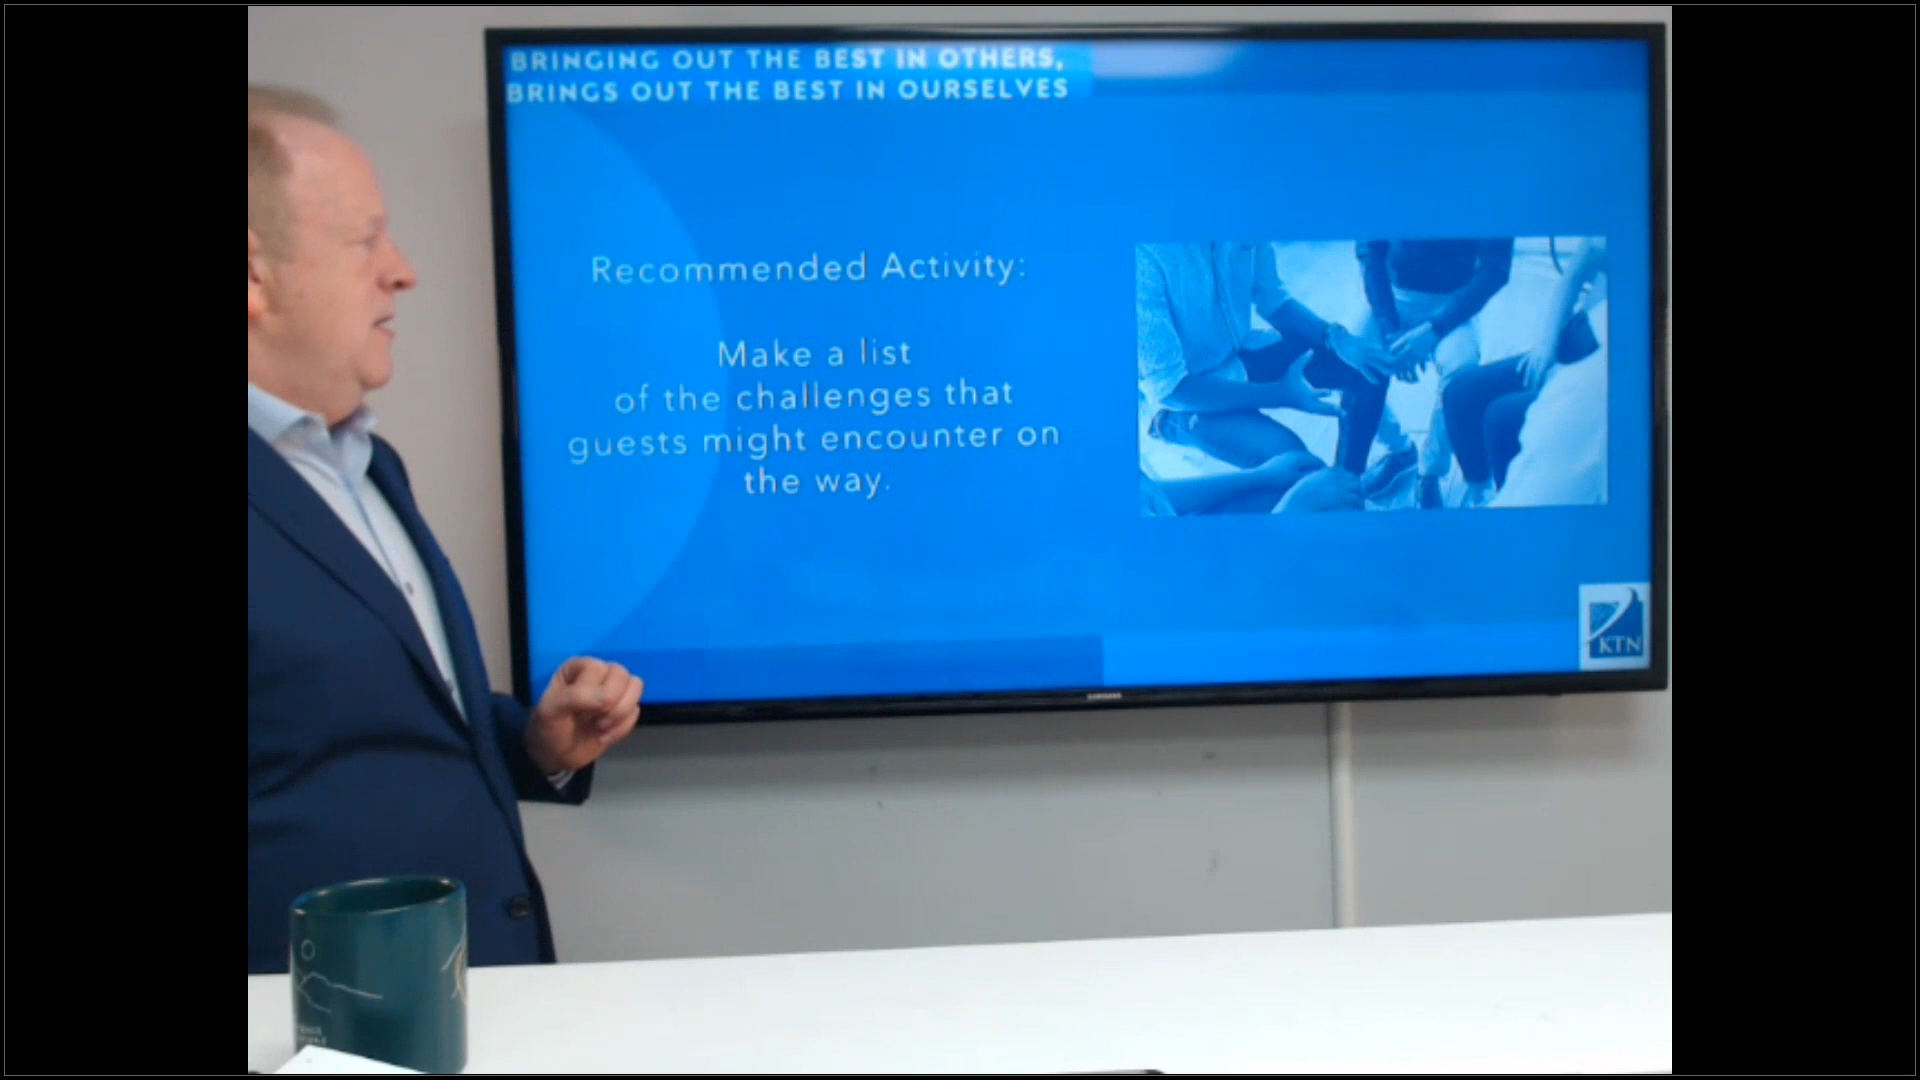 BRINGING OUT THE BEST IN OTHERS,
BRINGS OUT THE BEST IN OURSELVES
Recommended Activity:
Make a list
of the challenges that
guests might encounter on
the way.
KTN
SAMSUNG